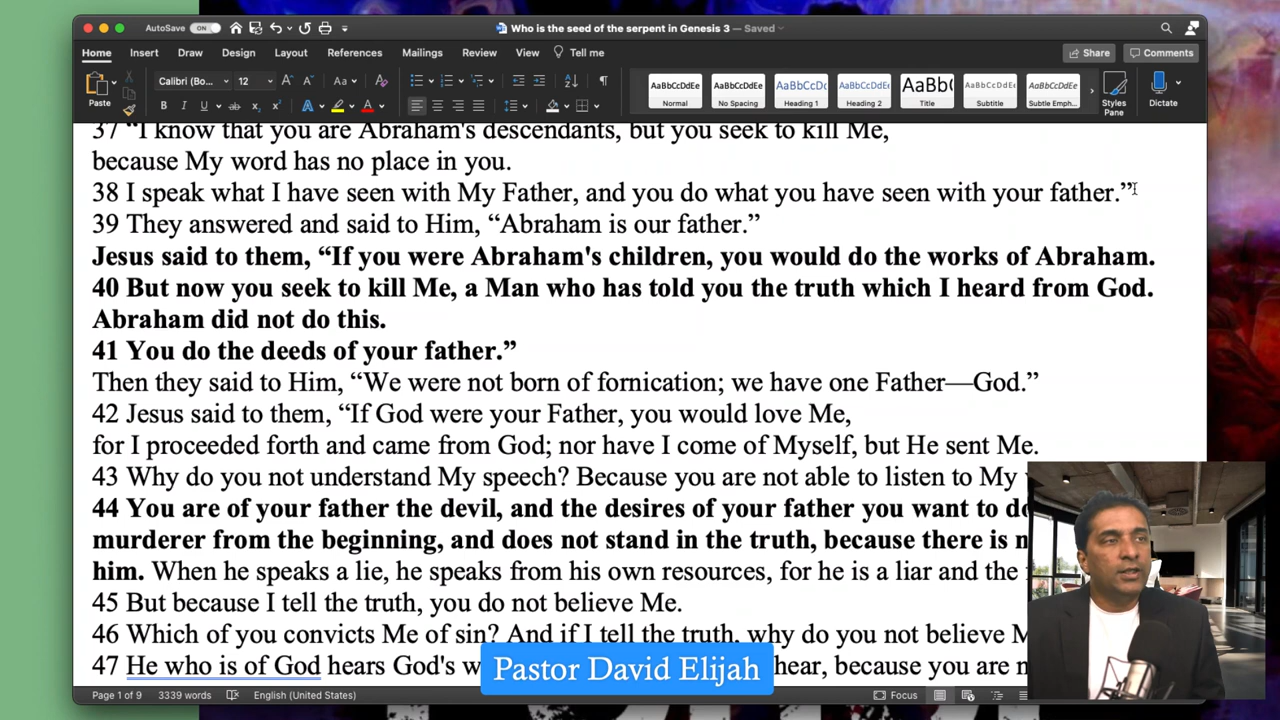 AutoSave ON Who is the seed of the serpent in Genesis 3 — Saved
Home Insert Draw Design Layout References Mailings Review View Tell me Share Comments
Calibri (Bo... 12 A A Aa A
Paste B I U ab x₂ x² A A
AaBbCcDdEe AaBbCcDdEe AaBbCcDc AaBbCcDdEe AaBb( AaBbCcDdEe AaBbCcDdEe
Normal No Spacing Heading 1 Heading 2 Title Subtitle Subtle Emph... Styles Pane Dictate
37 “I know that you are Abraham's descendants, but you seek to kill Me,
because My word has no place in you.
38 I speak what I have seen with My Father, and you do what you have seen with your father.”
39 They answered and said to Him, “Abraham is our father.”
Jesus said to them, “If you were Abraham's children, you would do the works of Abraham.
40 But now you seek to kill Me, a Man who has told you the truth which I heard from God.
Abraham did not do this.
41 You do the deeds of your father.”
Then they said to Him, “We were not born of fornication; we have one Father—God.”
42 Jesus said to them, “If God were your Father, you would love Me,
for I proceeded forth and came from God; nor have I come of Myself, but He sent Me.
43 Why do you not understand My speech? Because you are not able to listen to My
44 You are of your father the devil, and the desires of your father you want to do
murderer from the beginning, and does not stand in the truth, because there is n
him. When he speaks a lie, he speaks from his own resources, for he is a liar and the
45 But because I tell the truth, you do not believe Me.
46 Which of you convicts Me of sin? And if I tell the truth, why do you not believe M
47 He who is of God hears God's w hear, because you are n
Pastor David Elijah
Page 1 of 9 3339 words English (United States) Focus